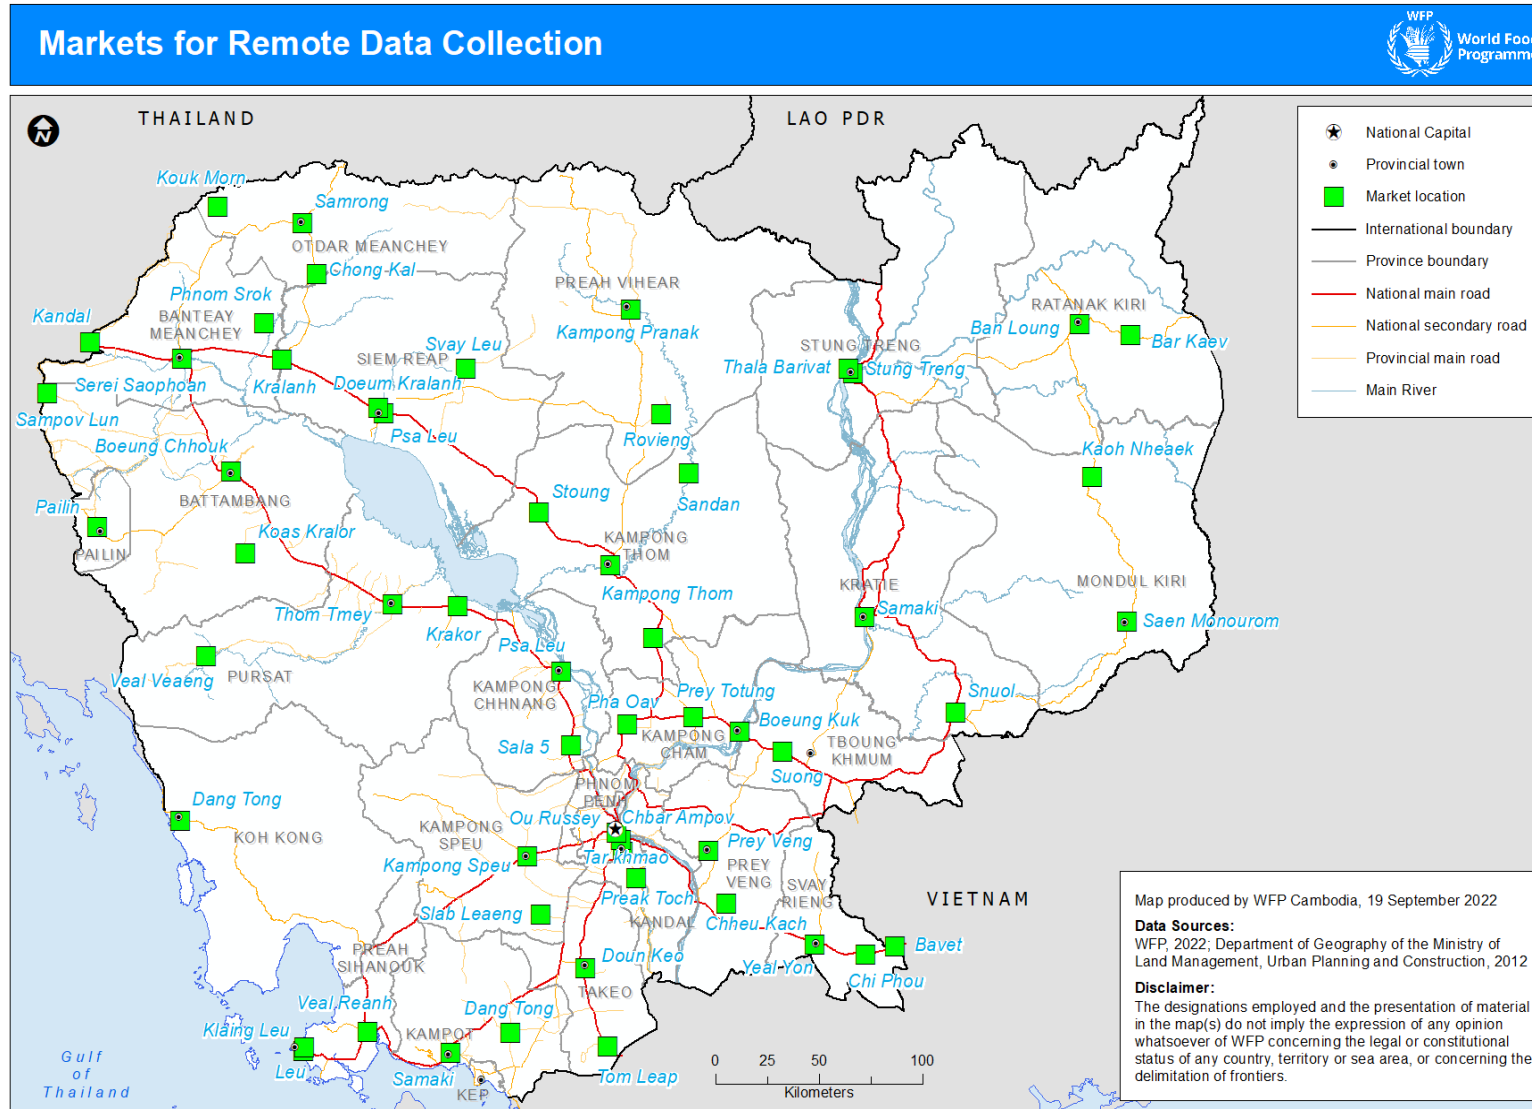 Markets for Remote Data Collection
WFP
World Foo
Programm
THAILAND
LAO PDR
N
National Capital
Provincial town
Market location
International boundary
Province boundary
National main road
National secondary road
Provincial main road
Main River
Kouk Morn
Samrong
OTDAR MEANCHEY
Chong Kal
Phnom Srok
BANTEAY
MEANCHEY
Kandal
PREAH VIHEAR
Kampong Pranak
RATANAK KIRI
Ban Loung
Bar Kaev
Svay Leu
SIEM REAP
STUNG TRENG
Thala Barivat
Stung Treng
Serei Saophoan
Kralanh
Doeum Kralanh
Sampov Lun
Psa Leu
Boeung Chhouk
Rovieng
Kaoh Nheaek
BATTAMBANG
Stoung
Sandan
Pailin
PAILIN
Koas Kralor
KAMPONG
THOM
Kampong Thom
KRATIE
Samaki
MONDUL KIRI
Saen Monourom
Thom Tmey
Krakor
Psa Leu
Veal Veaeng
PURSAT
KAMPONG
CHHNANG
Pha Oav
Prey Totung
Snuol
Boeung Kuk
KAMPONG
CHAM
TBOUNG
KHMUM
Sala 5
Suong
PHNOM
PENH
Dang Tong
KOH KONG
KAMPONG
SPEU
Ou Russey
Chbar Ampov
Kampong Speu
Tar khmao
Prey Veng
PREY
VENG
SVAY
RIENG
Preak Toch
Slab Leaeng
KANDAL
Chheu Kach
VIETNAM
Bavet
Yeal Yon
Chi Phou
PREAH
SIHANOUK
Doun Keo
TAKEO
Veal Reanh
Dang Tong
Klaing Leu
KAMPOT
Leu
Samaki
KEP
Tom Leap
Gulf
of
Thailand
0 25 50 100
Kilometers
Map produced by WFP Cambodia, 19 September 2022
Data Sources:
WFP, 2022; Department of Geography of the Ministry of
Land Management, Urban Planning and Construction, 2012
Disclaimer:
The designations employed and the presentation of material
in the map(s) do not imply the expression of any opinion
whatsoever of WFP concerning the legal or constitutional
status of any country, territory or sea area, or concerning the
delimitation of frontiers.